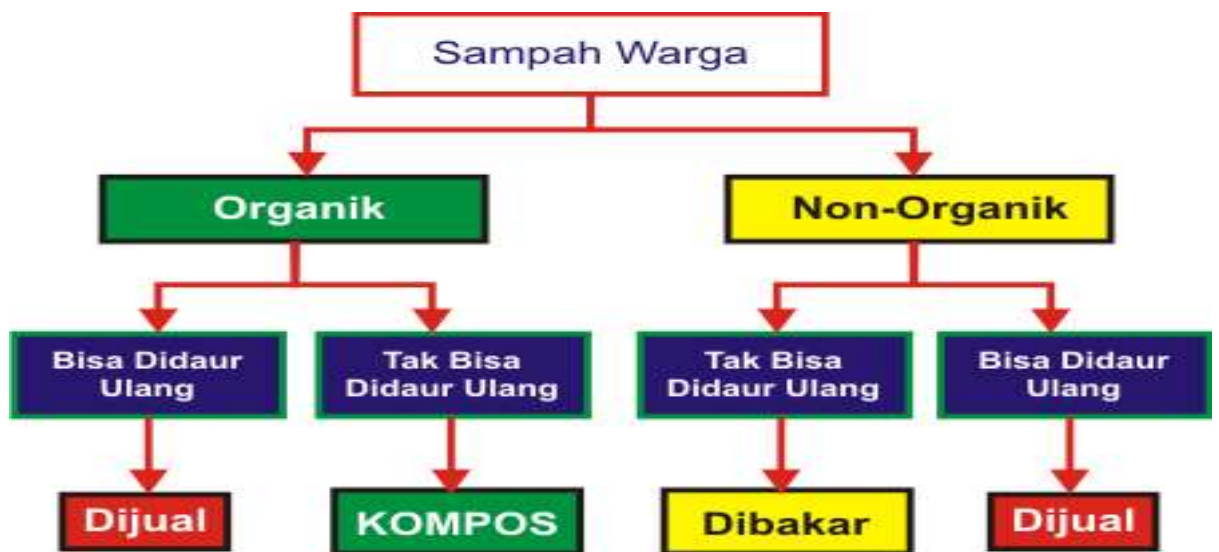 Sampah Warga
Organik
Non-Organik
Bisa Didaur
Ulang
Tak Bisa
Didaur Ulang
Tak Bisa
Didaur Ulang
Bisa Didaur
Ulang
Dijual
KOMPOS
Dibakar
Dijual